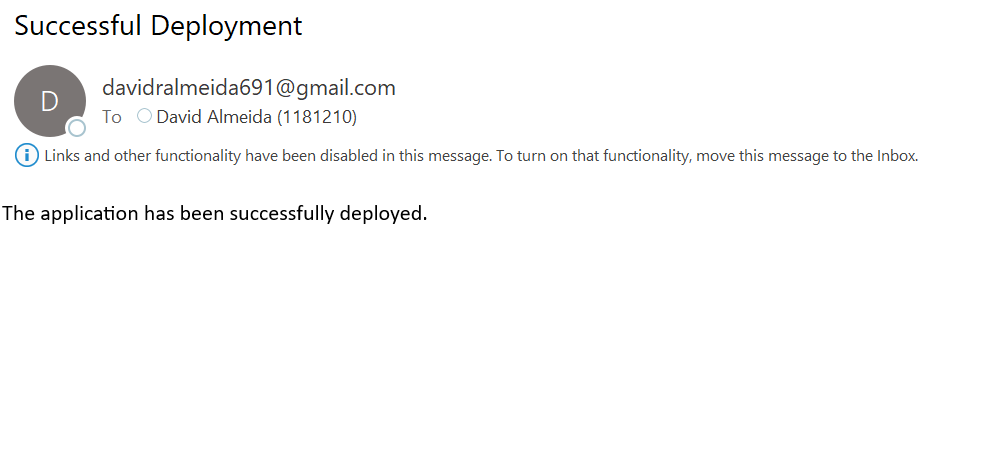 Successful Deployment
D
davidralmeida691@gmail.com
To David Almeida (1181210)
Links and other functionality have been disabled in this message. To turn on that functionality, move this message to the Inbox.
The application has been successfully deployed.